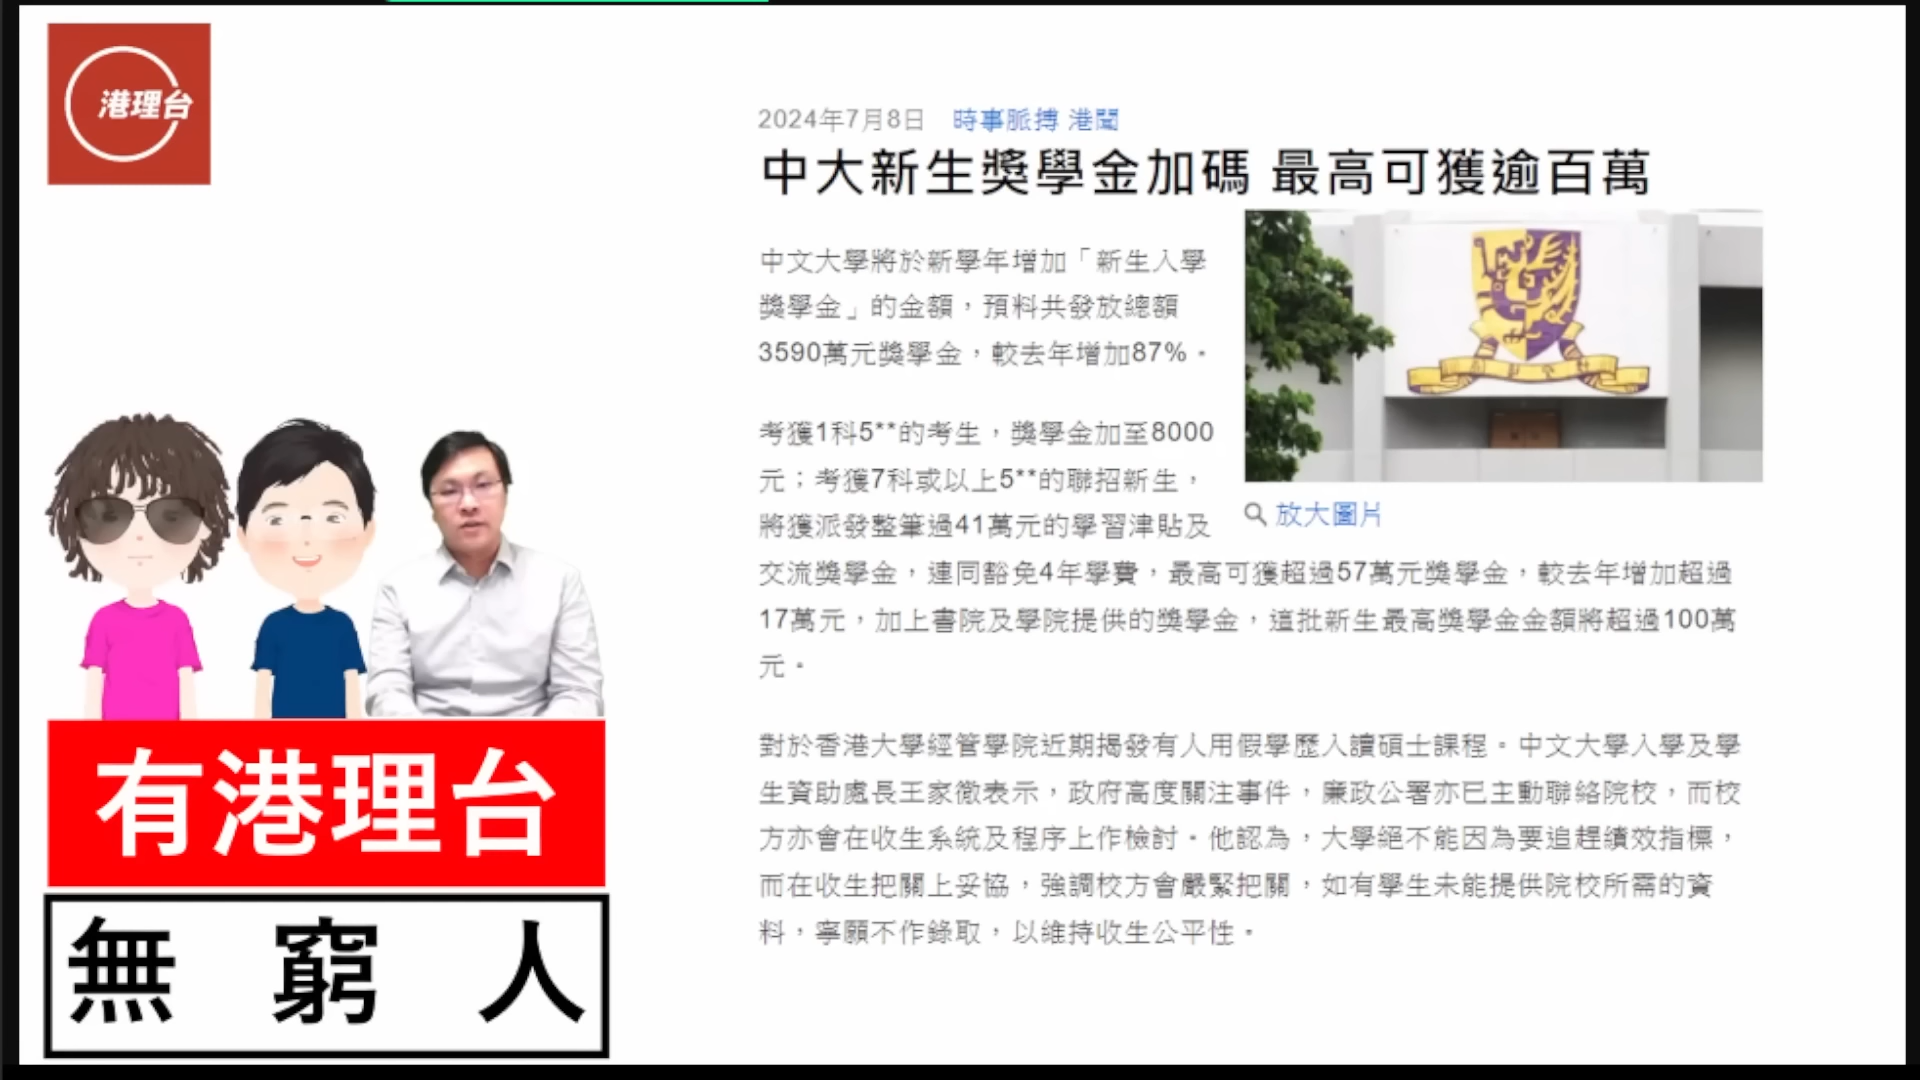 港理台
2024年7月8日 時事脈搏 港聞
中大新生獎學金加碼 最高可獲逾百萬
中文大學將於新學年增加「新生入學
獎學金」的金額，預料共發放總額
3590萬元獎學金，較去年增加87%。
考獲1科5**的考生，獎學金加至8000
元；考獲7科或以上5**的聯招新生，
將獲派發整筆過41萬元的學習津貼及
放大圖片
交流獎學金，連同豁免4年學費，最高可獲超過57萬元獎學金，較去年增加超過
17萬元，加上書院及學院提供的獎學金，這批新生最高獎學金金額將超過100萬
元。
對於香港大學經管學院近期揭發有人用假學歷入讀碩士課程。中文大學入學及學
生資助處長王家徵表示，政府高度關注事件，廉政公署亦已主動聯絡院校，而校
方亦會在收生系統及程序上作檢討。他認為，大學絕不能因為要追趕績效指標，
而在收生把關上妥協，強調校方會嚴緊把關，如有學生未能提供院校所需的資
料，寧願不作錄取，以維持收生公平性。
有港理台
無窮人